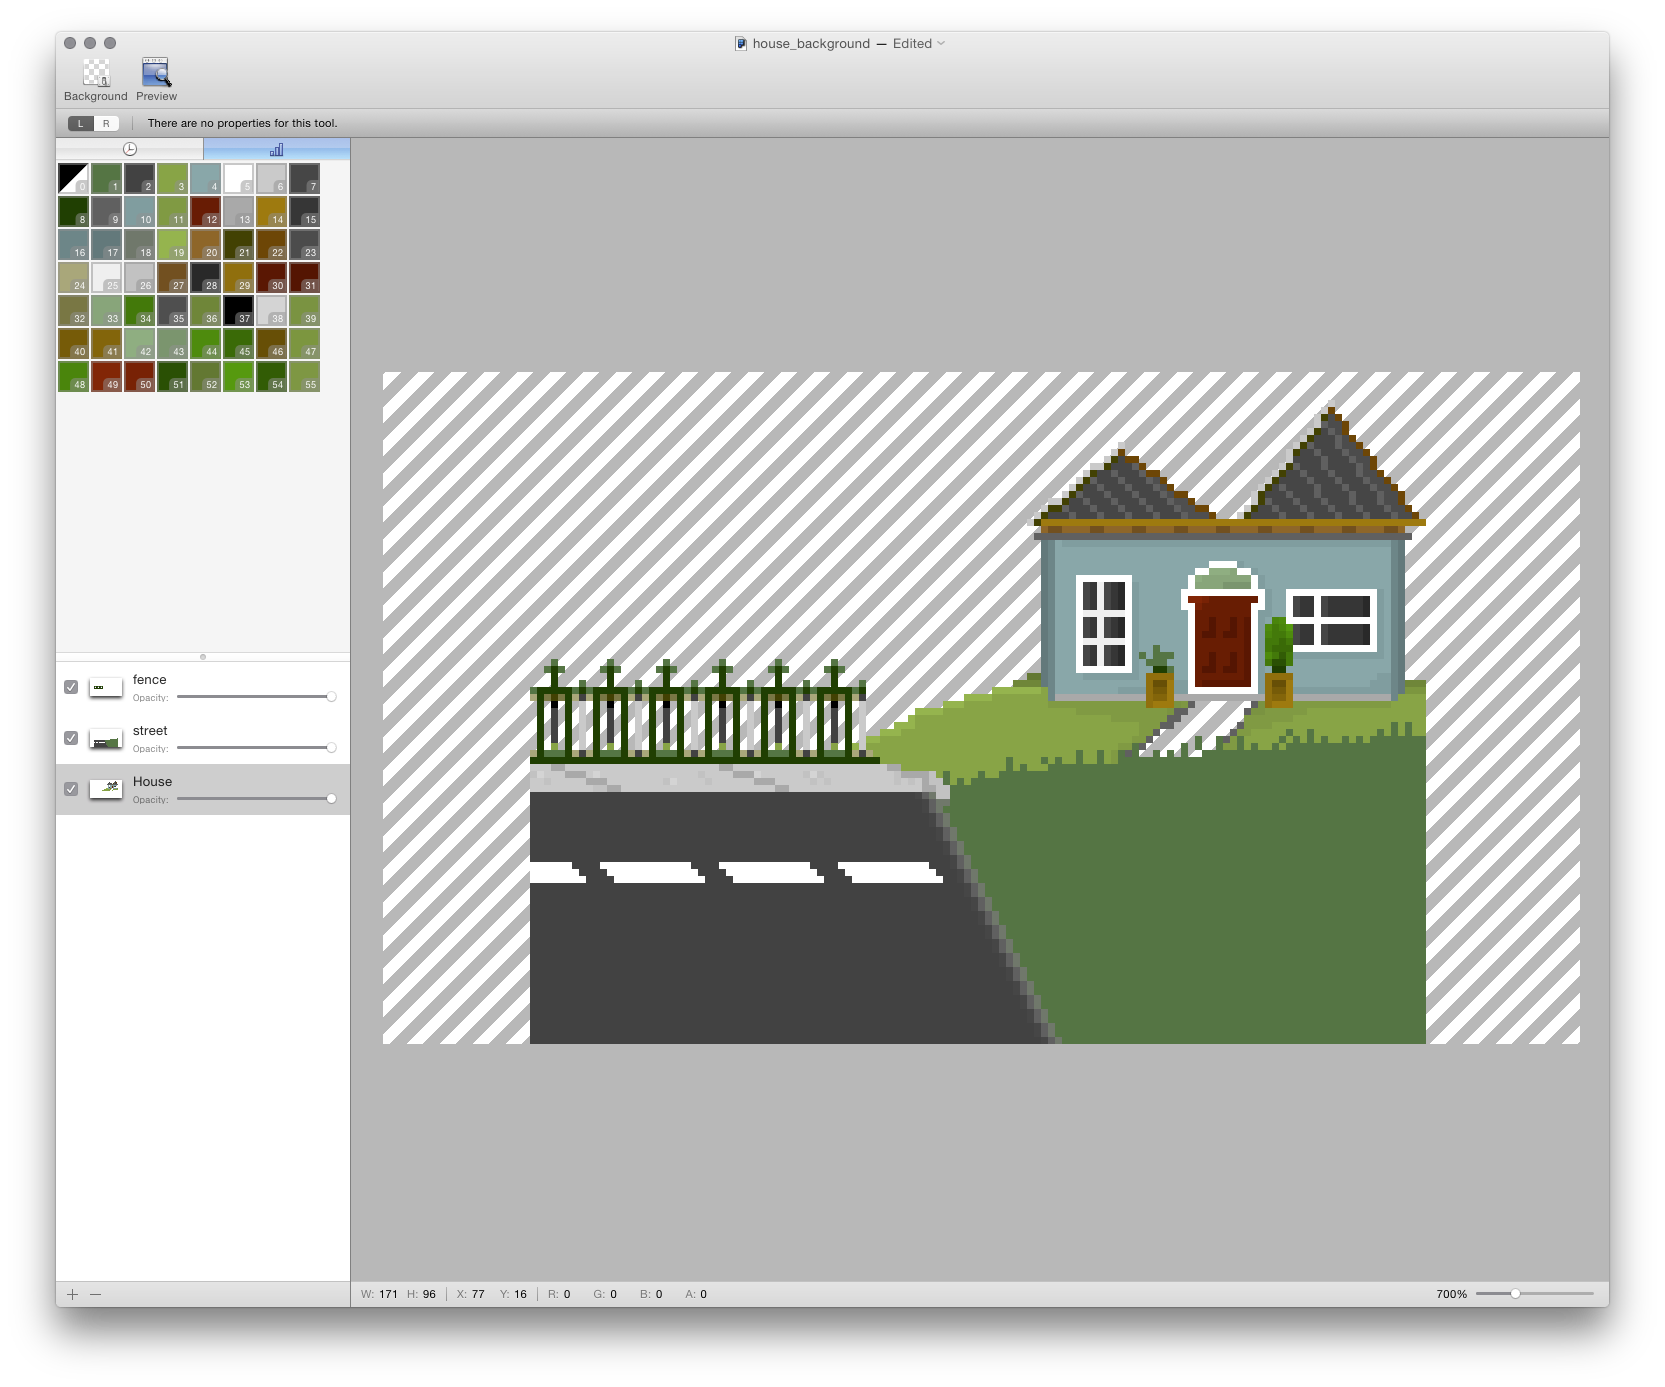 house_background — Edited
Background Preview
L R There are no properties for this tool.
0 1 2 3 4 5 6 7
8 9 10 11 12 13 14 15
16 17 18 19 20 21 22 23
24 25 26 27 28 29 30 31
32 33 34 35 36 37 38 39
40 41 42 43 44 45 46 47
48 49 50 51 52 53 54 55
fence
Opacity:
street
Opacity:
House
Opacity:
W: 171 H: 96 X: 77 Y: 16 R: 0 G: 0 B: 0 A: 0 700%